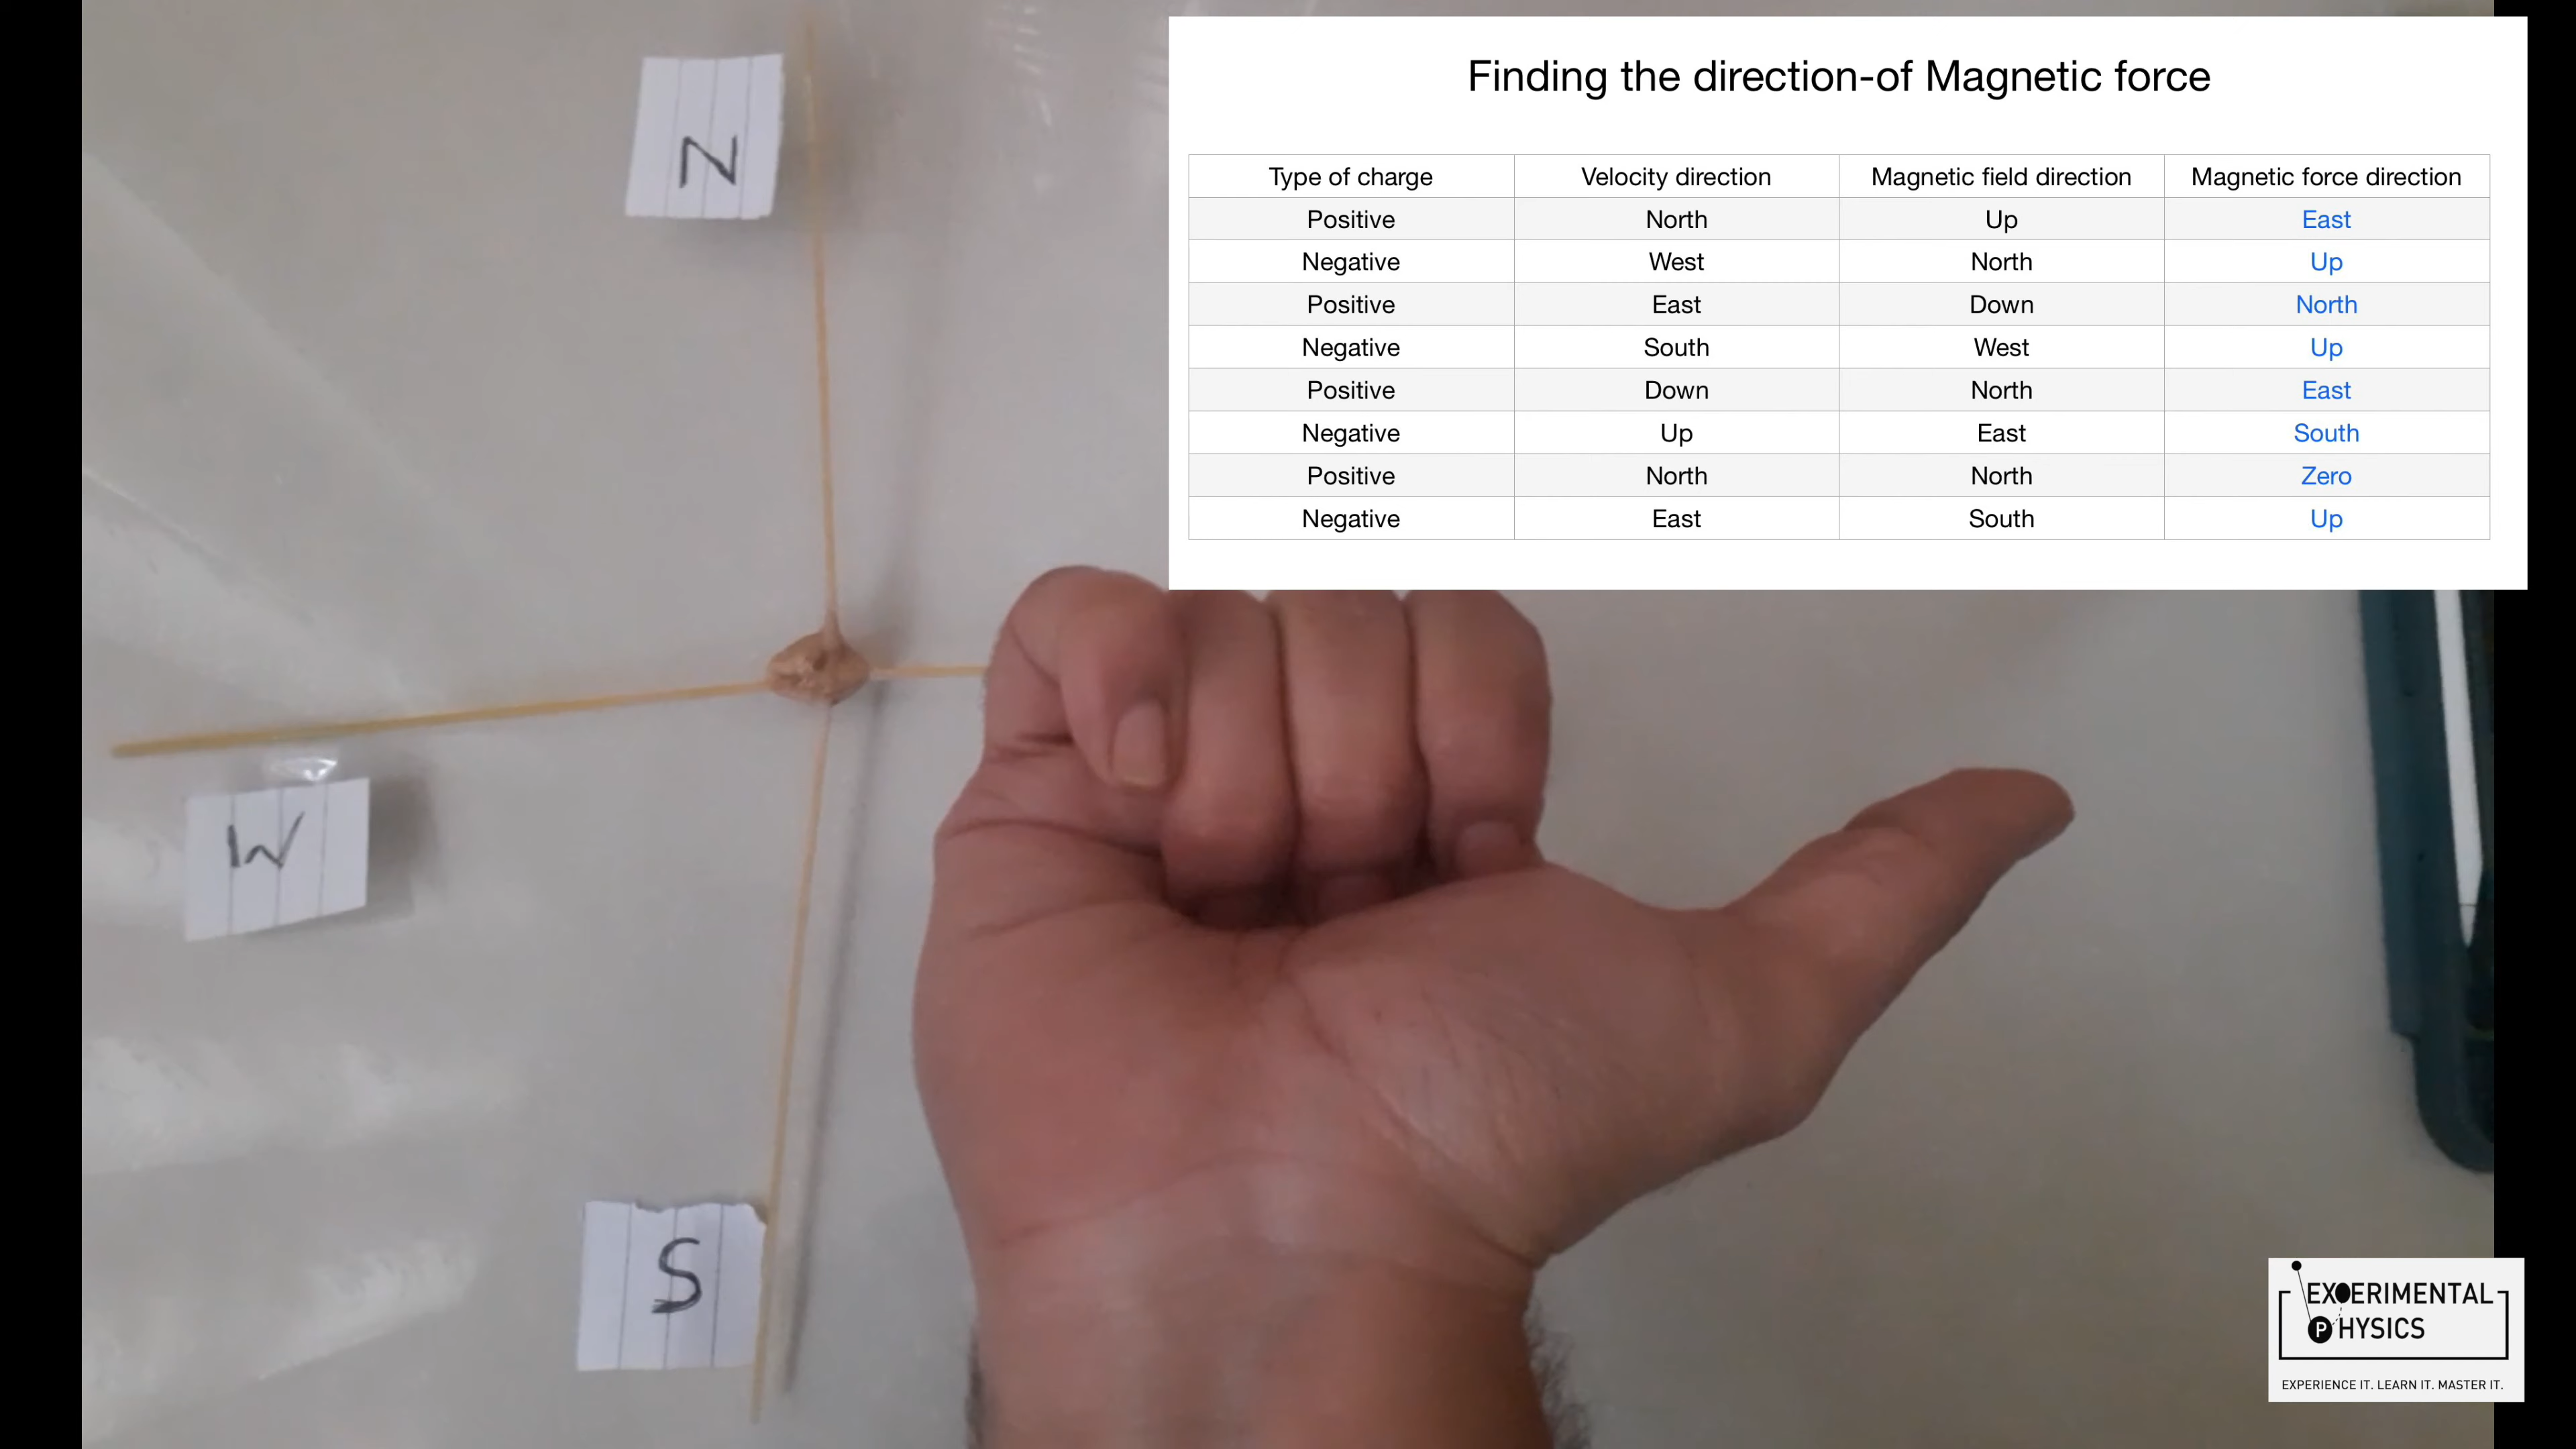 N
W
S
Finding the direction-of Magnetic force
Type of charge Velocity direction Magnetic field direction Magnetic force direction
Positive North Up East
Negative West North Up
Positive East Down North
Negative South West Up
Positive Down North East
Negative Up East South
Positive North North Zero
Negative East South Up
EXPERIMENTAL
PHYSICS
EXPERIENCE IT. LEARN IT. MASTER IT.